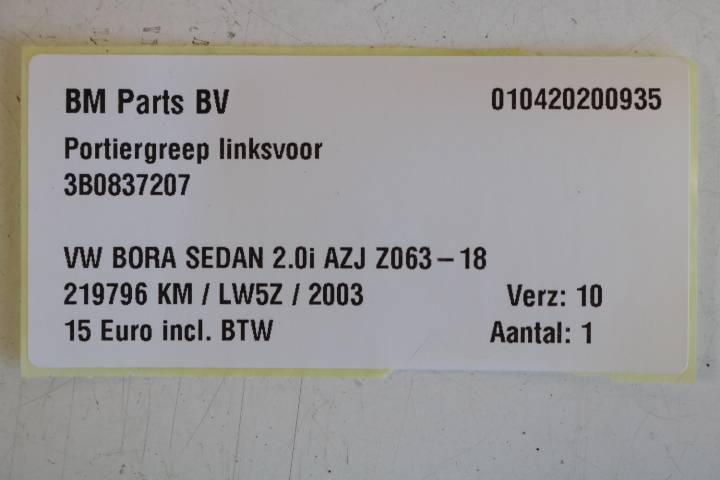 BM Parts BV 010420200935
Portiergreep linksvoor
3B0837207
VW BORA SEDAN 2.0i AZJ Z063-18
219796 KM / LW5Z / 2003 Verz: 10
15 Euro incl. BTW Aantal: 1